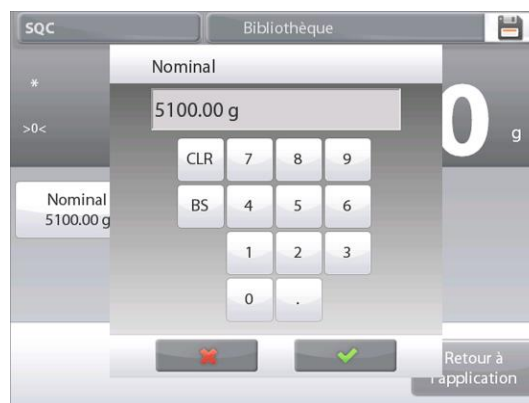 SQC
Bibliothèque
*
>0<
0
g
Nominal
5100.00 g
Nominal
5100.00 g
CLR 7 8 9
BS 4 5 6
1 2 3
0 .
Retour à
l'application